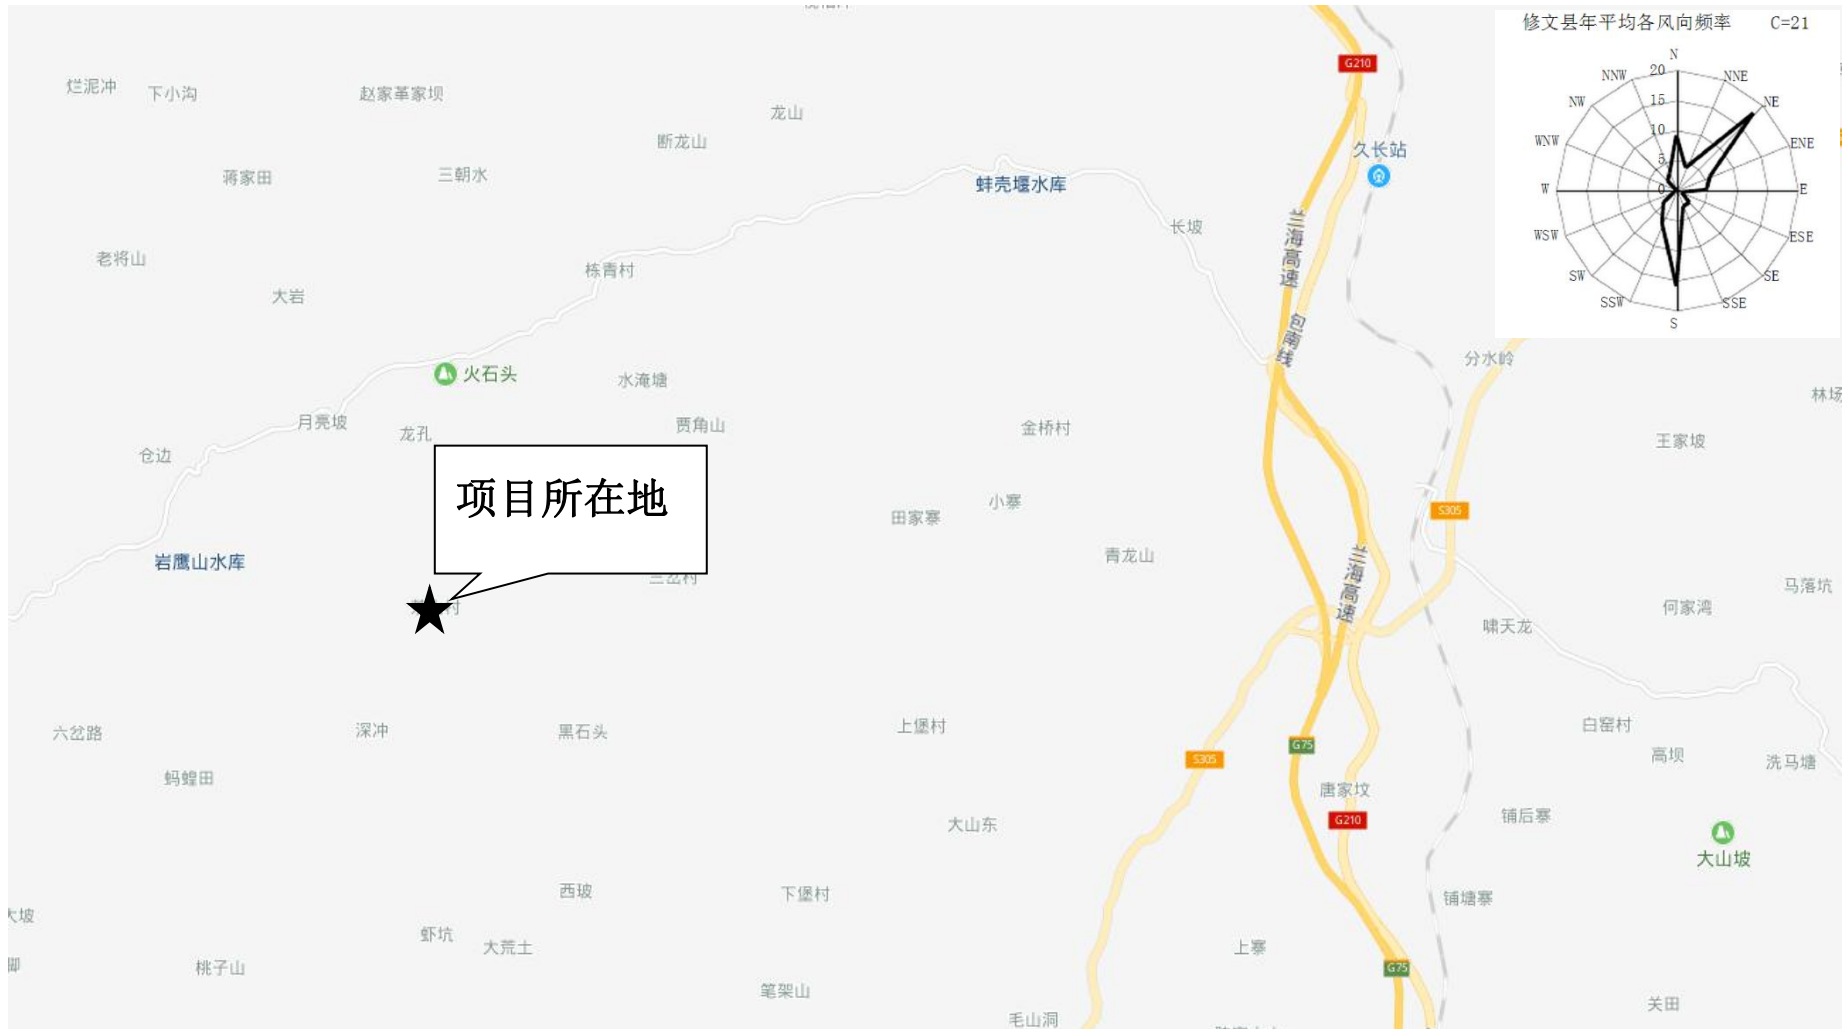 修文县年平均各风向频率 C=21
N
NNW
20
NNE
NW
15
NE
WNW
10
ENE
5
W
0
E
WSW
ESE
SW
SE
SSW
SSE
S
G210
烂泥冲
下小沟
赵家革家坝
龙山
断龙山
久长站
蒋家田
三朝水
蚌壳堰水库
长坡
兰海高速
老将山
栋青村
大岩
包南线
分水岭
火石头
水淹塘
林场
月亮坡
龙孔
贾角山
金桥村
王家坡
仓边
项目所在地
小寨
田家寨
S305
青龙山
岩鹰山水库
三岔村
兰海高速
马落坑
村
何家湾
啸天龙
六岔路
深冲
黑石头
上堡村
白窑村
G75
高坝
S305
洗马塘
蚂蝗田
唐家坟
铺后寨
G210
大山东
大山坡
西坡
下堡村
铺塘寨
大坡
虾坑
大荒土
上寨
脚
桃子山
G75
笔架山
关田
毛山洞